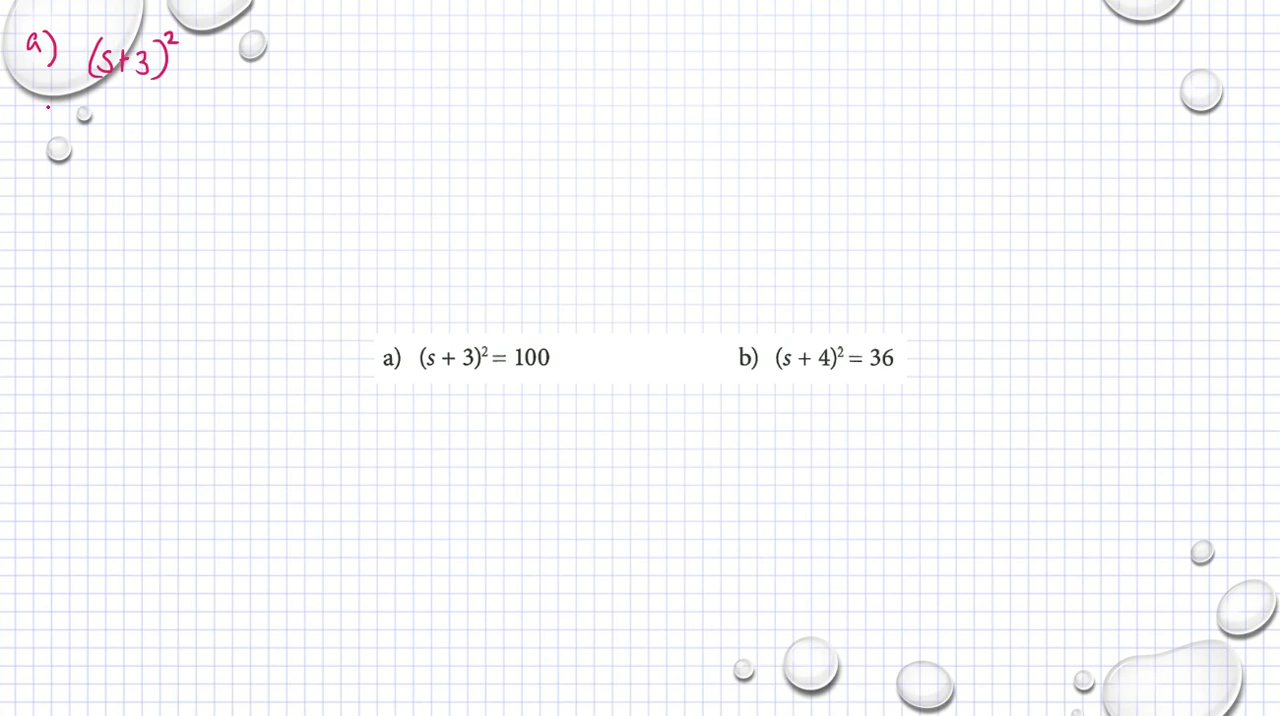 a) (s+3)²
a) (s + 3)² = 100 b) (s + 4)² = 36